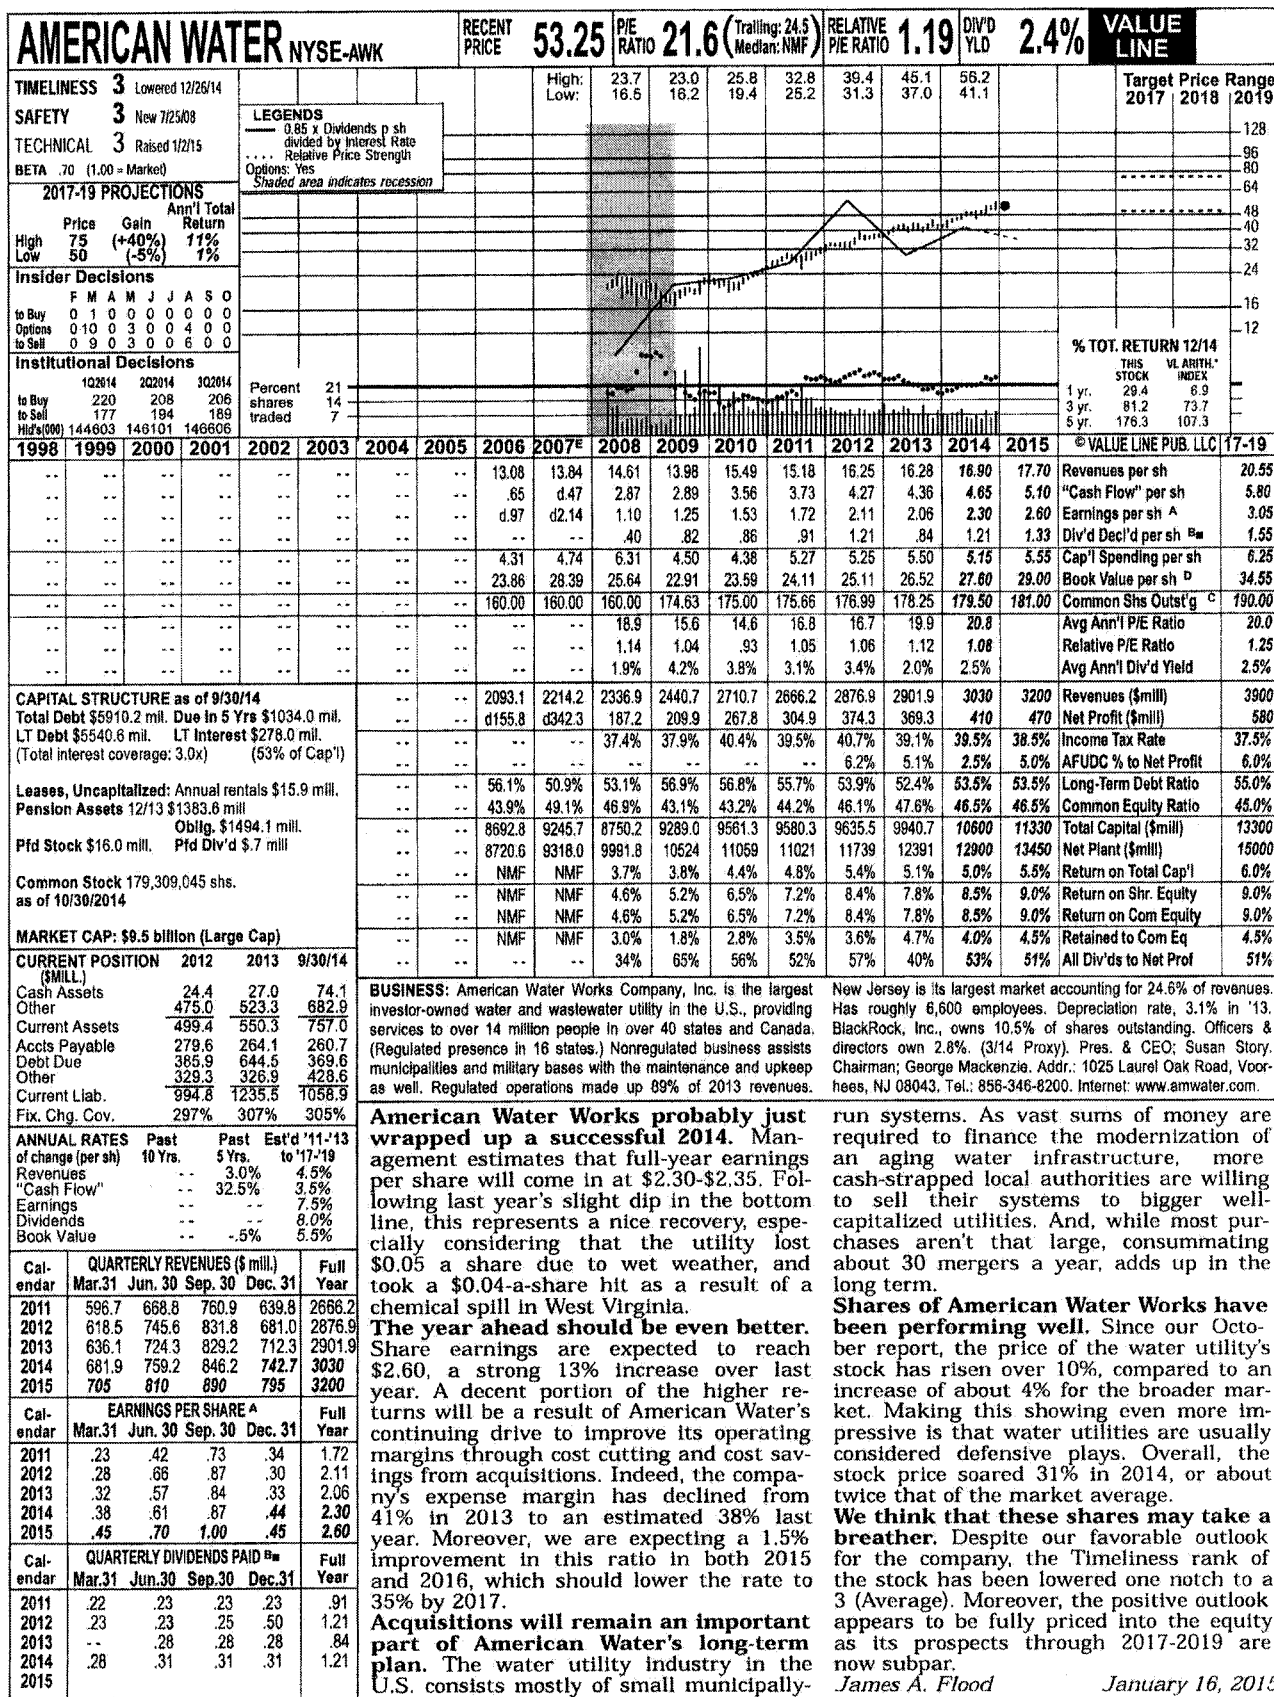 AMERICAN WATER NYSE-AWK
RECENT PRICE 53.25 P/E RATIO 21.6 (Trailing: 24.5 Median: NMF) RELATIVE P/E RATIO 1.19 DIV'D YLD 2.4% VALUE LINE
TIMELINESS 3 Lowered 12/26/14
SAFETY 3 New 7/25/08
TECHNICAL 3 Raised 1/2/15
BETA .70 (1.00 = Market)
High: 23.7 23.0 25.8 32.8 39.4 45.1 56.2
Low: 16.5 16.2 19.4 25.2 31.3 37.0 41.1
Target Price Range
2017 2018 2019
LEGENDS
0.85 x Dividends p sh
divided by Interest Rate
. . . . Relative Price Strength
Options: Yes
Shaded area indicates recession
128
96
80
64
48
40
32
24
16
12
2017-19 PROJECTIONS
Ann'l Total
Price Gain Return
High 75 (+40%) 11%
Low 50 (-5%) 1%
Insider Decisions
F M A M J J A S O
to Buy 0 1 0 0 0 0 0 0 0
Options 0 10 0 3 0 0 4 0 0
to Sell 0 9 0 3 0 0 6 0 0
Institutional Decisions
1Q2014 2Q2014 3Q2014
to Buy 220 208 206
to Sell 177 194 189
Hld's(000) 144603 146101 146606
Percent 21
shares 14
traded 7
% TOT. RETURN 12/14
THIS VL ARITH.*
STOCK INDEX
1 yr. 29.4 6.9
3 yr. 81.2 73.7
5 yr. 176.3 107.3
1998 1999 2000 2001 2002 2003 2004 2005 2006 2007E 2008 2009 2010 2011 2012 2013 2014 2015 © VALUE LINE PUB. LLC 17-19
-- -- -- -- -- -- -- -- 13.08 13.84 14.61 13.98 15.49 15.18 16.25 16.28 16.90 17.70 Revenues per sh 20.55
-- -- -- -- -- -- -- -- .65 d.47 2.87 2.89 3.56 3.73 4.27 4.36 4.65 5.10 "Cash Flow" per sh 5.80
-- -- -- -- -- -- -- -- d.97 d2.14 1.10 1.25 1.53 1.72 2.11 2.06 2.30 2.60 Earnings per sh A 3.05
-- -- -- -- -- -- -- -- -- -- .40 .82 .86 .91 1.21 .84 1.21 1.33 Div'd Decl'd per sh B■ 1.55
-- -- -- -- -- -- -- -- 4.31 4.74 6.31 4.50 4.38 5.27 5.25 5.50 5.15 5.55 Cap'l Spending per sh 6.25
-- -- -- -- -- -- -- -- 23.86 28.39 25.64 22.91 23.59 24.11 25.11 26.52 27.60 29.00 Book Value per sh D 34.55
-- -- -- -- -- -- -- -- 160.00 160.00 160.00 174.63 175.00 175.66 176.99 178.25 179.50 181.00 Common Shs Outst'g C 190.00
-- -- -- -- -- -- -- -- -- -- 18.9 15.6 14.6 16.8 16.7 19.9 20.8 Avg Ann'l P/E Ratio 20.0
-- -- -- -- -- -- -- -- -- -- 1.14 1.04 .93 1.05 1.06 1.12 1.08 Relative P/E Ratio 1.25
-- -- -- -- -- -- -- -- -- -- 1.9% 4.2% 3.8% 3.1% 3.4% 2.0% 2.5% Avg Ann'l Div'd Yield 2.5%
-- -- 2093.1 2214.2 2336.9 2440.7 2710.7 2666.2 2876.9 2901.9 3030 3200 Revenues ($mill) 3900
-- -- d155.8 d342.3 187.2 209.9 267.8 304.9 374.3 369.3 410 470 Net Profit ($mill) 580
-- -- -- -- 37.4% 37.9% 40.4% 39.5% 40.7% 39.1% 39.5% 38.5% Income Tax Rate 37.5%
-- -- -- -- -- -- -- -- 6.2% 5.1% 2.5% 5.0% AFUDC % to Net Profit 6.0%
-- -- 56.1% 50.9% 53.1% 56.9% 56.8% 55.7% 53.9% 52.4% 53.5% 53.5% Long-Term Debt Ratio 55.0%
-- -- 43.9% 49.1% 46.9% 43.1% 43.2% 44.2% 46.1% 47.6% 46.5% 46.5% Common Equity Ratio 45.0%
-- -- 8692.8 9245.7 8750.2 9289.0 9561.3 9580.3 9635.5 9940.7 10600 11330 Total Capital ($mill) 13300
-- -- 8720.6 9318.0 9991.8 10524 11059 11021 11739 12391 12900 13450 Net Plant ($mill) 15000
-- -- NMF NMF 3.7% 3.8% 4.4% 4.8% 5.4% 5.1% 5.0% 5.5% Return on Total Cap'l 6.0%
-- -- NMF NMF 4.6% 5.2% 6.5% 7.2% 8.4% 7.8% 8.5% 9.0% Return on Shr. Equity 9.0%
-- -- NMF NMF 4.6% 5.2% 6.5% 7.2% 8.4% 7.8% 8.5% 9.0% Return on Com Equity 9.0%
-- -- NMF NMF 3.0% 1.8% 2.8% 3.5% 3.6% 4.7% 4.0% 4.5% Retained to Com Eq 4.5%
-- -- -- -- 34% 65% 56% 52% 57% 40% 53% 51% All Div'ds to Net Prof 51%
CAPITAL STRUCTURE as of 9/30/14
Total Debt $5910.2 mil. Due in 5 Yrs $1034.0 mil.
LT Debt $5540.6 mil. LT Interest $278.0 mil.
(Total interest coverage: 3.0x) (53% of Cap'l)
Leases, Uncapitalized: Annual rentals $15.9 mill.
Pension Assets 12/13 $1383.6 mill
Oblig. $1494.1 mill.
Pfd Stock $16.0 mill. Pfd Div'd $.7 mill
Common Stock 179,309,045 shs.
as of 10/30/2014
MARKET CAP: $9.5 billion (Large Cap)
CURRENT POSITION 2012 2013 9/30/14
($MILL.)
Cash Assets 24.4 27.0 74.1
Other 475.0 523.3 682.9
Current Assets 499.4 550.3 757.0
Accts Payable 279.6 264.1 260.7
Debt Due 385.9 644.5 369.6
Other 329.3 326.9 428.6
Current Liab. 994.8 1235.5 1058.9
Fix. Chg. Cov. 297% 307% 305%
ANNUAL RATES Past Past Est'd '11-'13
of change (per sh) 10 Yrs. 5 Yrs. to '17-'19
Revenues -- 3.0% 4.5%
"Cash Flow" -- 32.5% 3.5%
Earnings -- -- 7.5%
Dividends -- -- 8.0%
Book Value -- -.5% 5.5%
Cal- QUARTERLY REVENUES ($ mill.) Full
endar Mar.31 Jun. 30 Sep. 30 Dec. 31 Year
2011 596.7 668.8 760.9 639.8 2666.2
2012 618.5 745.6 831.8 681.0 2876.9
2013 636.1 724.3 829.2 712.3 2901.9
2014 681.9 759.2 846.2 742.7 3030
2015 705 810 890 795 3200
Cal- EARNINGS PER SHARE A Full
endar Mar.31 Jun. 30 Sep. 30 Dec. 31 Year
2011 .23 .42 .73 .34 1.72
2012 .28 .66 .87 .30 2.11
2013 .32 .57 .84 .33 2.06
2014 .38 .61 .87 .44 2.30
2015 .45 .70 1.00 .45 2.60
Cal- QUARTERLY DIVIDENDS PAID B■ Full
endar Mar.31 Jun.30 Sep.30 Dec.31 Year
2011 .22 .23 .23 .23 .91
2012 .23 .23 .25 .50 1.21
2013 -- .28 .28 .28 .84
2014 .28 .31 .31 .31 1.21
2015
BUSINESS: American Water Works Company, Inc. is the largest
investor-owned water and wastewater utility in the U.S., providing
services to over 14 million people in over 40 states and Canada.
(Regulated presence in 16 states.) Nonregulated business assists
municipalities and military bases with the maintenance and upkeep
as well. Regulated operations made up 89% of 2013 revenues.
New Jersey is its largest market accounting for 24.6% of revenues.
Has roughly 6,600 employees. Depreciation rate, 3.1% in '13.
BlackRock, Inc., owns 10.5% of shares outstanding. Officers &
directors own 2.8%. (3/14 Proxy). Pres. & CEO; Susan Story.
Chairman; George Mackenzie. Addr.: 1025 Laurel Oak Road, Voor-
hees, NJ 08043. Tel.: 856-346-8200. Internet: www.amwater.com.
American Water Works probably just
wrapped up a successful 2014. Man-
agement estimates that full-year earnings
per share will come in at $2.30-$2.35. Fol-
lowing last year's slight dip in the bottom
line, this represents a nice recovery, espe-
cially considering that the utility lost
$0.05 a share due to wet weather, and
took a $0.04-a-share hit as a result of a
chemical spill in West Virginia.
The year ahead should be even better.
Share earnings are expected to reach
$2.60, a strong 13% increase over last
year. A decent portion of the higher re-
turns will be a result of American Water's
continuing drive to improve its operating
margins through cost cutting and cost sav-
ings from acquisitions. Indeed, the compa-
ny's expense margin has declined from
41% in 2013 to an estimated 38% last
year. Moreover, we are expecting a 1.5%
improvement in this ratio in both 2015
and 2016, which should lower the rate to
35% by 2017.
Acquisitions will remain an important
part of American Water's long-term
plan. The water utility industry in the
U.S. consists mostly of small municipally-
run systems. As vast sums of money are
required to finance the modernization of
an aging water infrastructure, more
cash-strapped local authorities are willing
to sell their systems to bigger well-
capitalized utilities. And, while most pur-
chases aren't that large, consummating
about 30 mergers a year, adds up in the
long term.
Shares of American Water Works have
been performing well. Since our Octo-
ber report, the price of the water utility's
stock has risen over 10%, compared to an
increase of about 4% for the broader mar-
ket. Making this showing even more im-
pressive is that water utilities are usually
considered defensive plays. Overall, the
stock price soared 31% in 2014, or about
twice that of the market average.
We think that these shares may take a
breather. Despite our favorable outlook
for the company, the Timeliness rank of
the stock has been lowered one notch to a
3 (Average). Moreover, the positive outlook
appears to be fully priced into the equity
as its prospects through 2017-2019 are
now subpar.
James A. Flood January 16, 2015